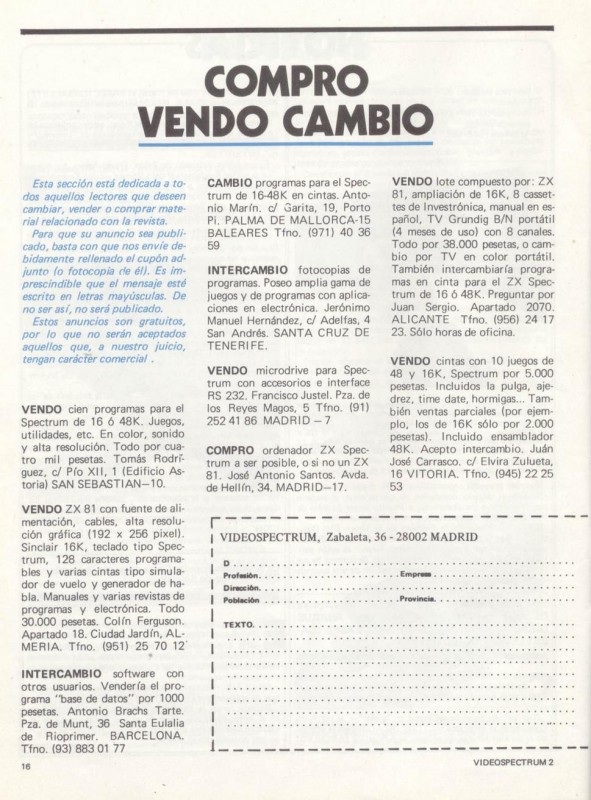 COMPRO
VENDO CAMBIO
Esta sección está dedicada a to-
dos aquellos lectores que deseen
cambiar, vender o comprar mate-
rial relacionado con la revista.
Para que su anuncio sea publi-
cado, basta con que nos envíe de-
bidamente rellenado el cupón ad-
junto (o fotocopia de él). Es im-
prescindible que el mensaje esté
escrito en letras mayúsculas. De
no ser así, no será publicado.
Estos anuncios son gratuitos,
por lo que no serán aceptados
aquellos que, a nuestro juicio,
tengan carácter comercial .
VENDO cien programas para el
Spectrum de 16 ó 48K. Juegos,
utilidades, etc. En color, sonido
y alta resolución. Todo por cua-
tro mil pesetas. Tomás Rodrí-
guez, c/ Pío XII, 1 (Edificio As-
toria) SAN SEBASTIAN-10.
VENDO ZX 81 con fuente de ali-
mentación, cables, alta resolu-
ción gráfica (192 x 256 pixel).
Sinclair 16K, teclado tipo Spec-
trum, 128 caracteres programa-
bles y varias cintas tipo simula-
dor de vuelo y generador de ha-
bla. Manuales y varias revistas de
programas y electrónica. Todo
30.000 pesetas. Colín Ferguson.
Apartado 18. Ciudad Jardín, AL-
MERIA. Tfno. (951) 25 70 12
INTERCAMBIO software con
otros usuarios. Vendería el pro-
grama "base de datos" por 1000
pesetas. Antonio Brachs Tarte.
Pza. de Munt, 36 Santa Eulalia
de Rioprimer. BARCELONA.
Tfno. (93) 883 01 77
CAMBIO programas para el Spec-
trum de 16-48K en cintas. Anto-
nio Marín. c/ Garita, 19, Porto
Pi. PALMA DE MALLORCA-15
BALEARES Tfno. (971) 40 36
59
INTERCAMBIO fotocopias de
programas. Poseo amplia gama de
juegos y de programas con aplica-
ciones en electrónica. Jerónimo
Manuel Hernández, c/ Adelfas, 4
San Andrés. SANTA CRUZ DE
TENERIFE.
VENDO microdrive para Spec-
trum con accesorios e interface
RS 232. Francisco Justel. Pza. de
los Reyes Magos, 5 Tfno. (91)
252 41 86 MADRID – 7
COMPRO ordenador ZX Spec-
trum a ser posible, o si no un ZX
81. José Antonio Santos. Avda.
de Hellín, 34. MADRID-17.
VENDO lote compuesto por: ZX
81, ampliación de 16K, 8 casset-
tes de Investrónica, manual en es-
pañol, TV Grundig B/N portátil
(4 meses de uso) con 8 canales.
Todo por 38.000 pesetas, o cam-
bio por TV en color portátil.
También intercambiaría progra-
mas en cinta para el ZX Spec-
trum de 16 ó 48K. Preguntar por
Juan Sergio. Apartado 2070.
ALICANTE Tfno. (956) 24 17
23. Sólo horas de oficina.
VENDO cintas con 10 juegos de
48 y 16K, Spectrum por 5.000
pesetas. Incluidos la pulga, aje-
drez, time date, hormigas... Tam-
bién ventas parciales (por ejem-
plo, los de 16K sólo por 2.000
pesetas). Incluido ensamblador
48K. Acepto intercambio. Juán
José Carrasco. c/ Elvira Zulueta,
16 VITORIA. Tfno. (945) 22 25
53
VIDEOSPECTRUM, Zabaleta, 36 - 28002 MADRID
D
Profesión. Empresa
Dirección.
Población Provincia.
TEXTO.
16
VIDEOSPECTRUM 2